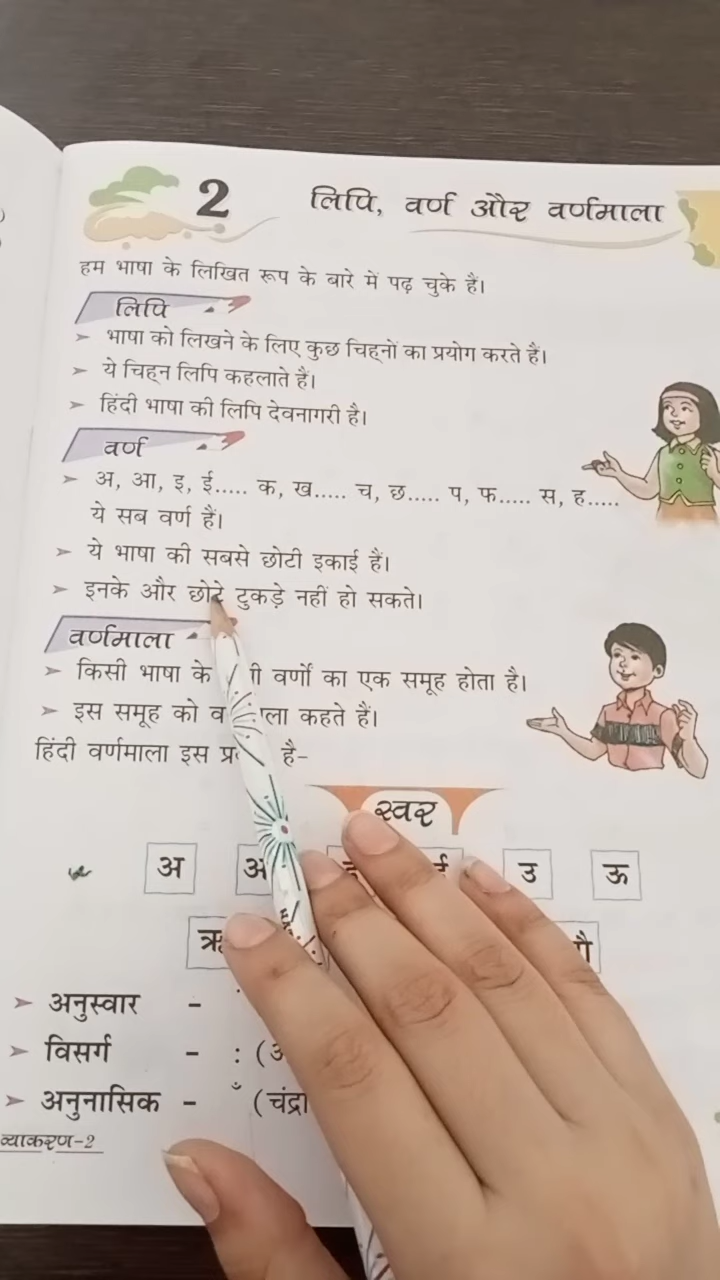 2 लिपि, वर्ण और वर्णमाला
हम भाषा के लिखित रूप के बारे में पढ़ चुके हैं।
लिपि
➤ भाषा को लिखने के लिए कुछ चिह्नों का प्रयोग करते हैं।
➤ ये चिह्न लिपि कहलाते हैं।
➤ हिंदी भाषा की लिपि देवनागरी है।
वर्ण
➤ अ, आ, इ, ई..... क, ख..... च, छ..... प, फ..... स, ह.....
ये सब वर्ण हैं।
➤ ये भाषा की सबसे छोटी इकाई हैं।
➤ इनके और छोटे टुकड़े नहीं हो सकते।
वर्णमाला
➤ किसी भाषा के वर्णों का एक समूह होता है।
➤ इस समूह को कहते हैं।
हिंदी वर्णमाला इस है–
स्वर
अ उ ऊ
➤ अनुस्वार –
➤ विसर्ग – : (
➤ अनुनासिक – ँ (
व्याकरण-2